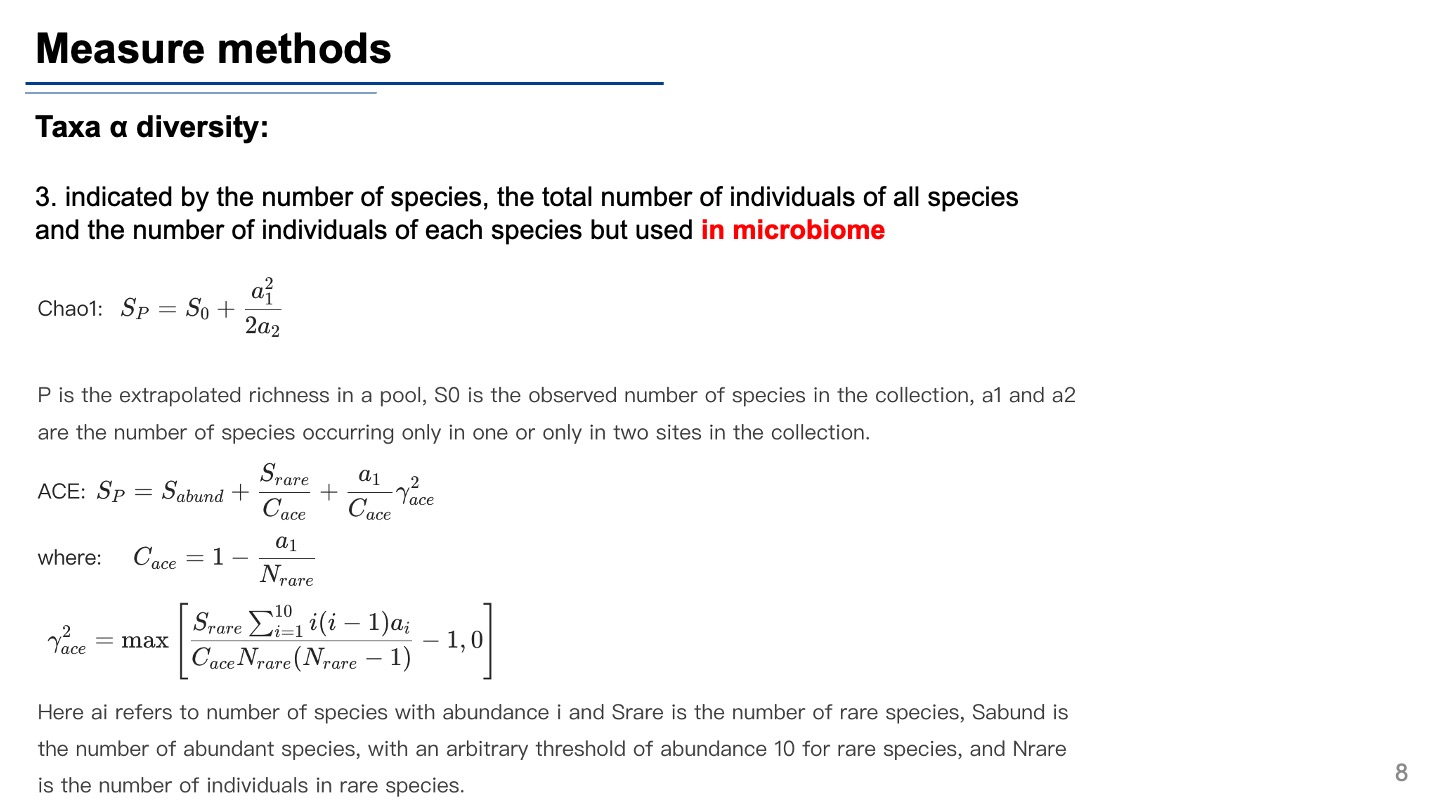 Measure methods
Taxa α diversity:
3. indicated by the number of species, the total number of individuals of all species
and the number of individuals of each species but used in microbiome
Chao1: $S_P = S_0 + \frac{a_1^2}{2a_2}$
P is the extrapolated richness in a pool, S0 is the observed number of species in the collection, a1 and a2
are the number of species occurring only in one or only in two sites in the collection.
ACE: $S_P = S_{abund} + \frac{S_{rare}}{C_{ace}} + \frac{a_1}{C_{ace}} \gamma_{ace}^2$
where: $C_{ace} = 1 - \frac{a_1}{N_{rare}}$
$\gamma_{ace}^2 = \max \left[ \frac{S_{rare} \sum_{i=1}^{10} i(i-1)a_i}{C_{ace} N_{rare} (N_{rare} - 1)} - 1, 0 \right]$
Here ai refers to number of species with abundance i and Srare is the number of rare species, Sabund is
the number of abundant species, with an arbitrary threshold of abundance 10 for rare species, and Nrare
is the number of individuals in rare species.
8